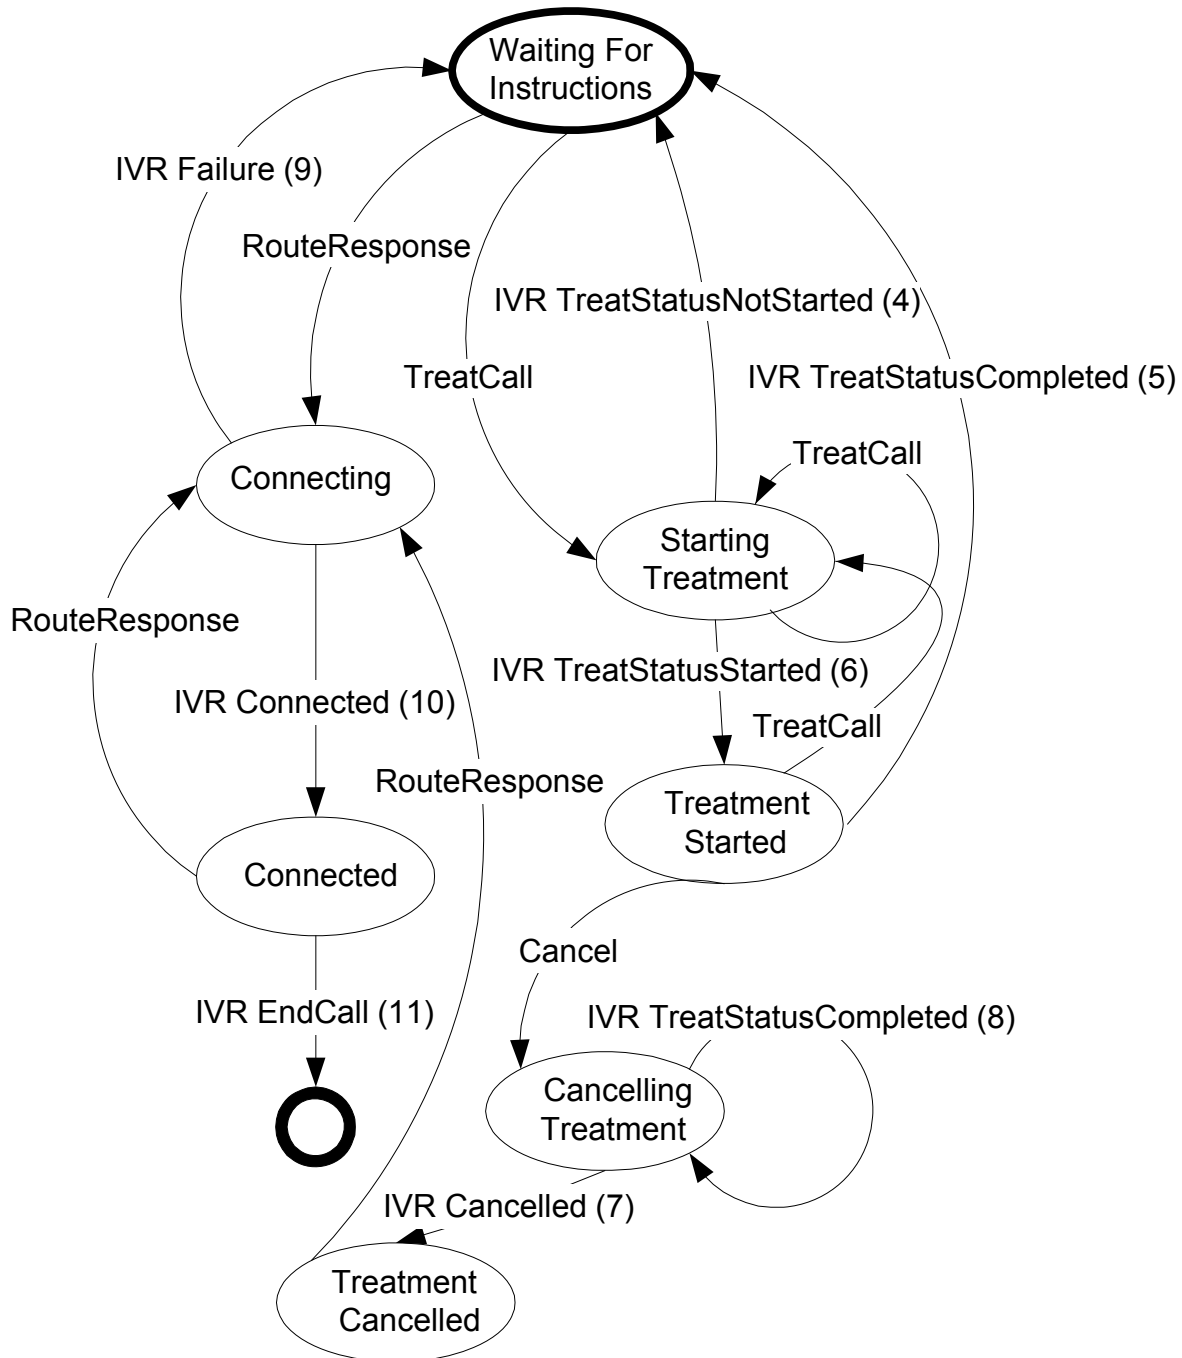 Waiting For
Instructions
IVR Failure (9)
RouteResponse
IVR TreatStatusNotStarted (4)
TreatCall
IVR TreatStatusCompleted (5)
TreatCall
Connecting
Starting
Treatment
RouteResponse
IVR TreatStatusStarted (6)
IVR Connected (10)
TreatCall
RouteResponse
Treatment
Started
Connected
Cancel
IVR EndCall (11)
IVR TreatStatusCompleted (8)
Cancelling
Treatment
IVR Cancelled (7)
Treatment
Cancelled